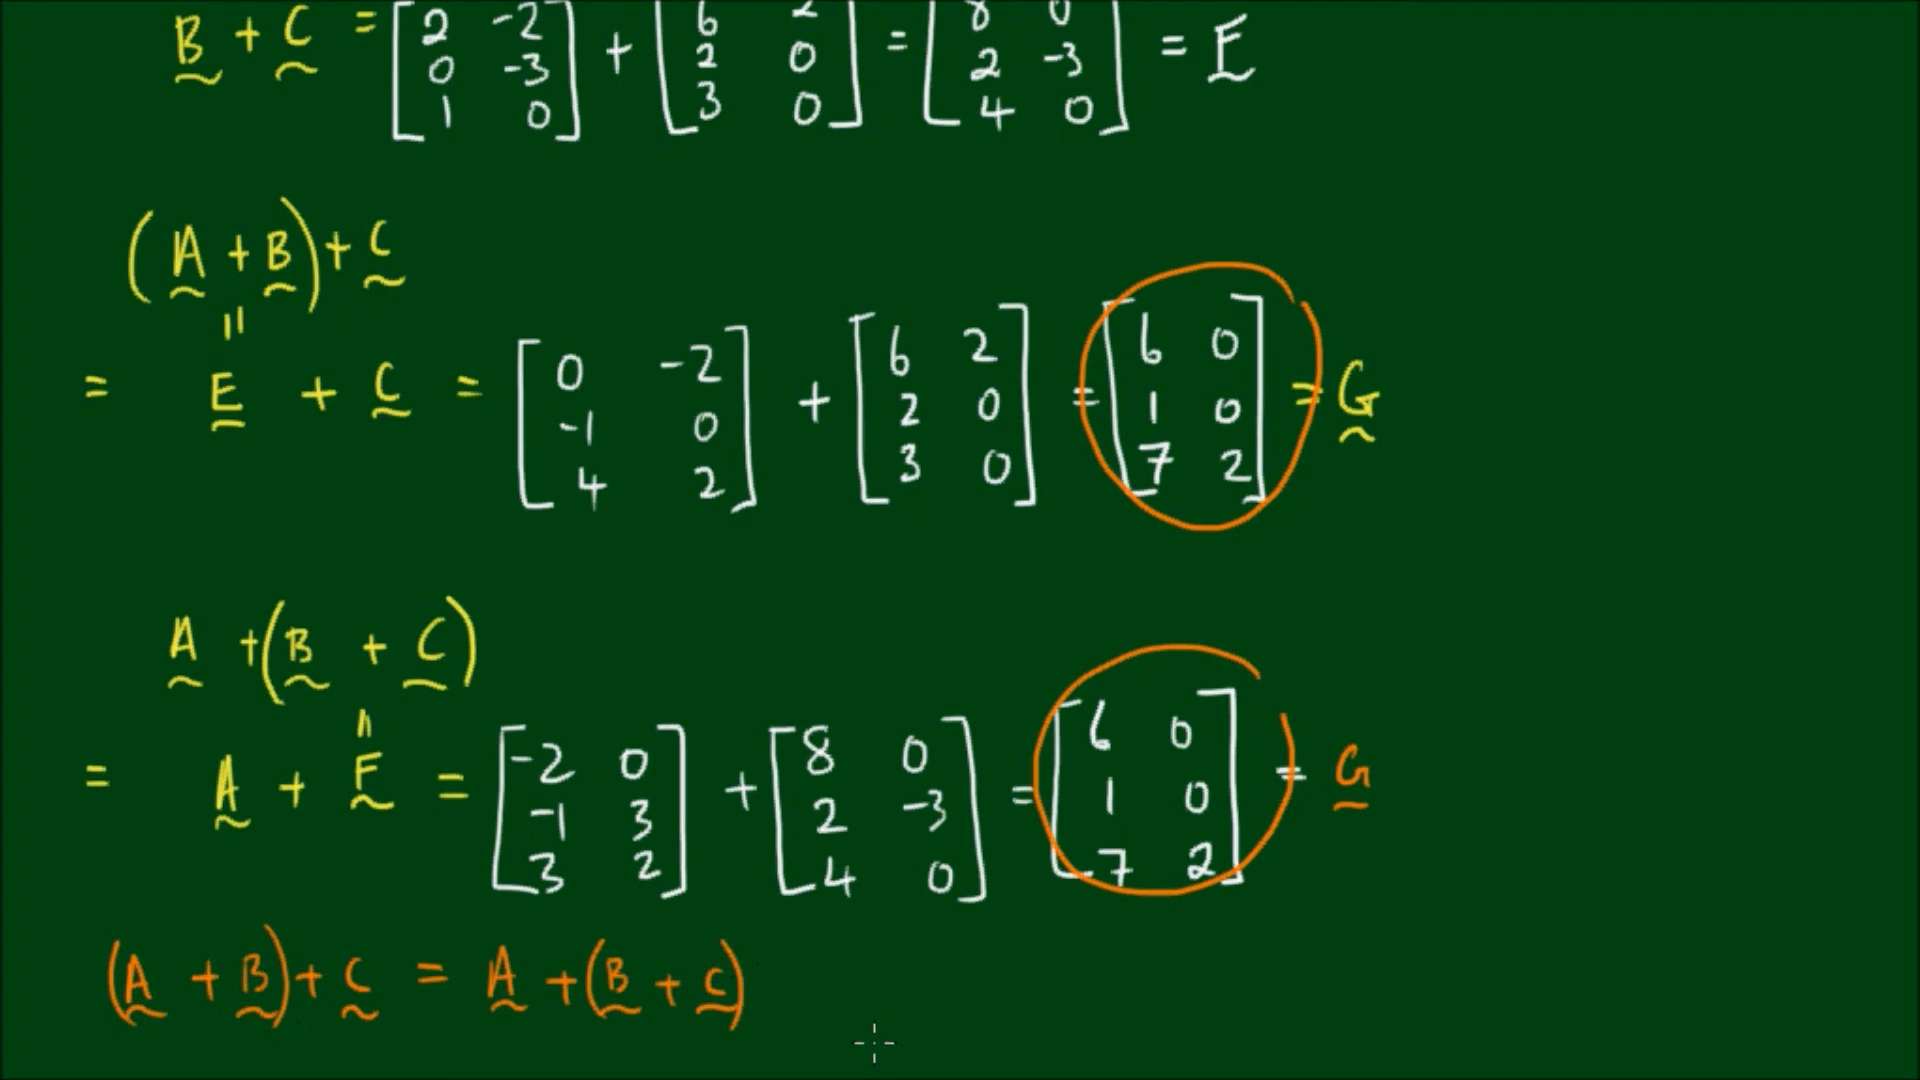 B + C = [2 -2; 0 -3; 1 0] + [6 2; 2 0; 3 0] = [8 0; 2 -3; 4 0] = F
(A + B) + C
=
= E + C = [0 -2; -1 0; 4 2] + [6 2; 2 0; 3 0] = [6 0; 1 0; 7 2] = G
A + (B + C)
=
= A + F = [-2 0; -1 3; 3 2] + [8 0; 2 -3; 4 0] = [6 0; 1 0; 7 2] = G
(A + B) + C = A + (B + C)